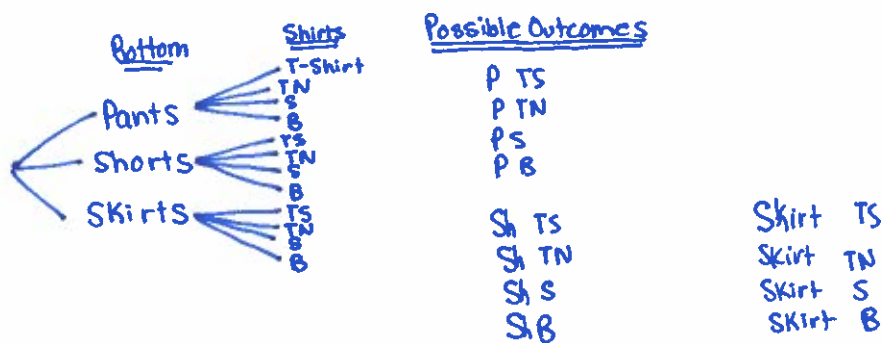 Bottom
Shirts
Possible Outcomes
Pants
T-Shirt
TN
S
B
Shorts
TS
TN
S
B
Skirts
TS
TN
S
B
P TS
P TN
P S
P B
Sh TS
Sh TN
Sh S
Sh B
Skirt TS
Skirt TN
Skirt S
Skirt B